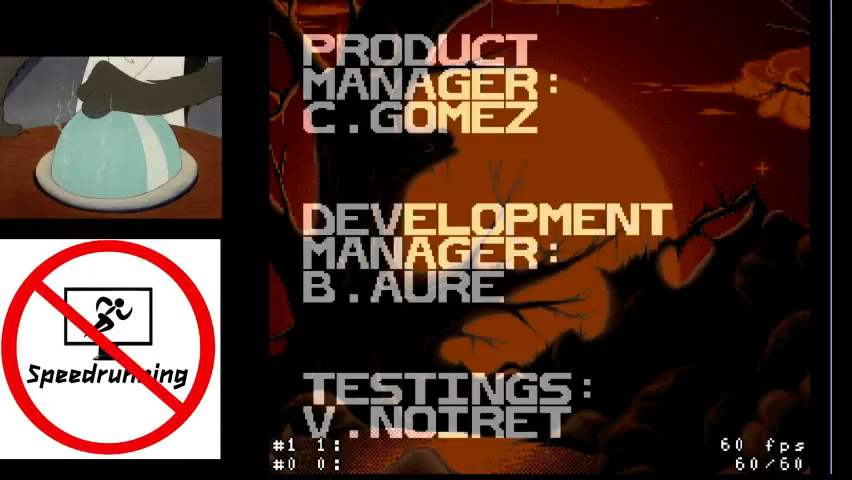 PRODUCT
MANAGER:
C.GOMEZ
DEVELOPMENT
MANAGER:
B.AURE
TESTINGS:
V.NOIRET
#1 1:
#0 0:
60 fps
60/60
Speedrunning